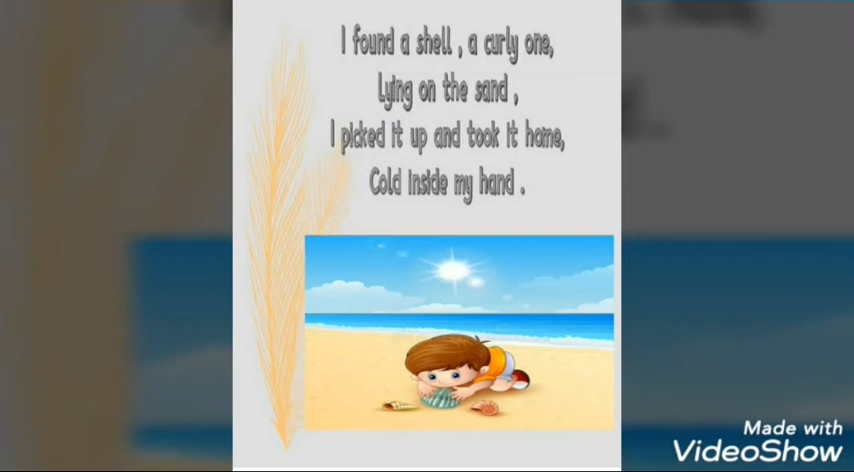 I found a shell , a curly one,
Lying on the sand ,
I picked it up and took it home,
Cold inside my hand .
Made with
VideoShow